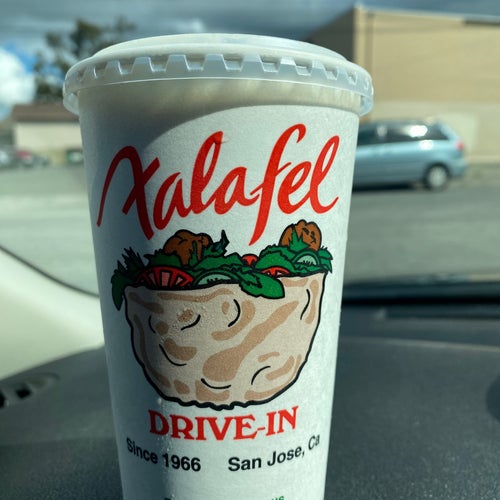 Falafel
DRIVE-IN
Since 1966 San Jose, Ca